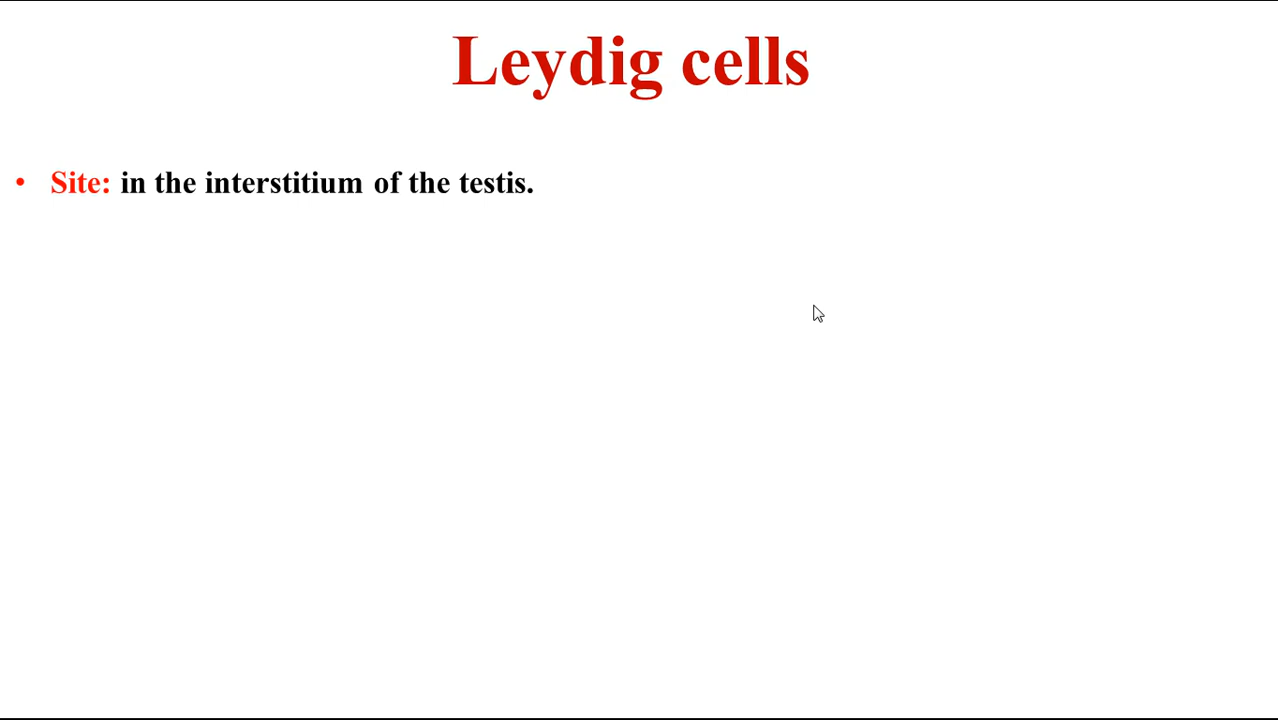 Leydig cells
• Site: in the interstitium of the testis.